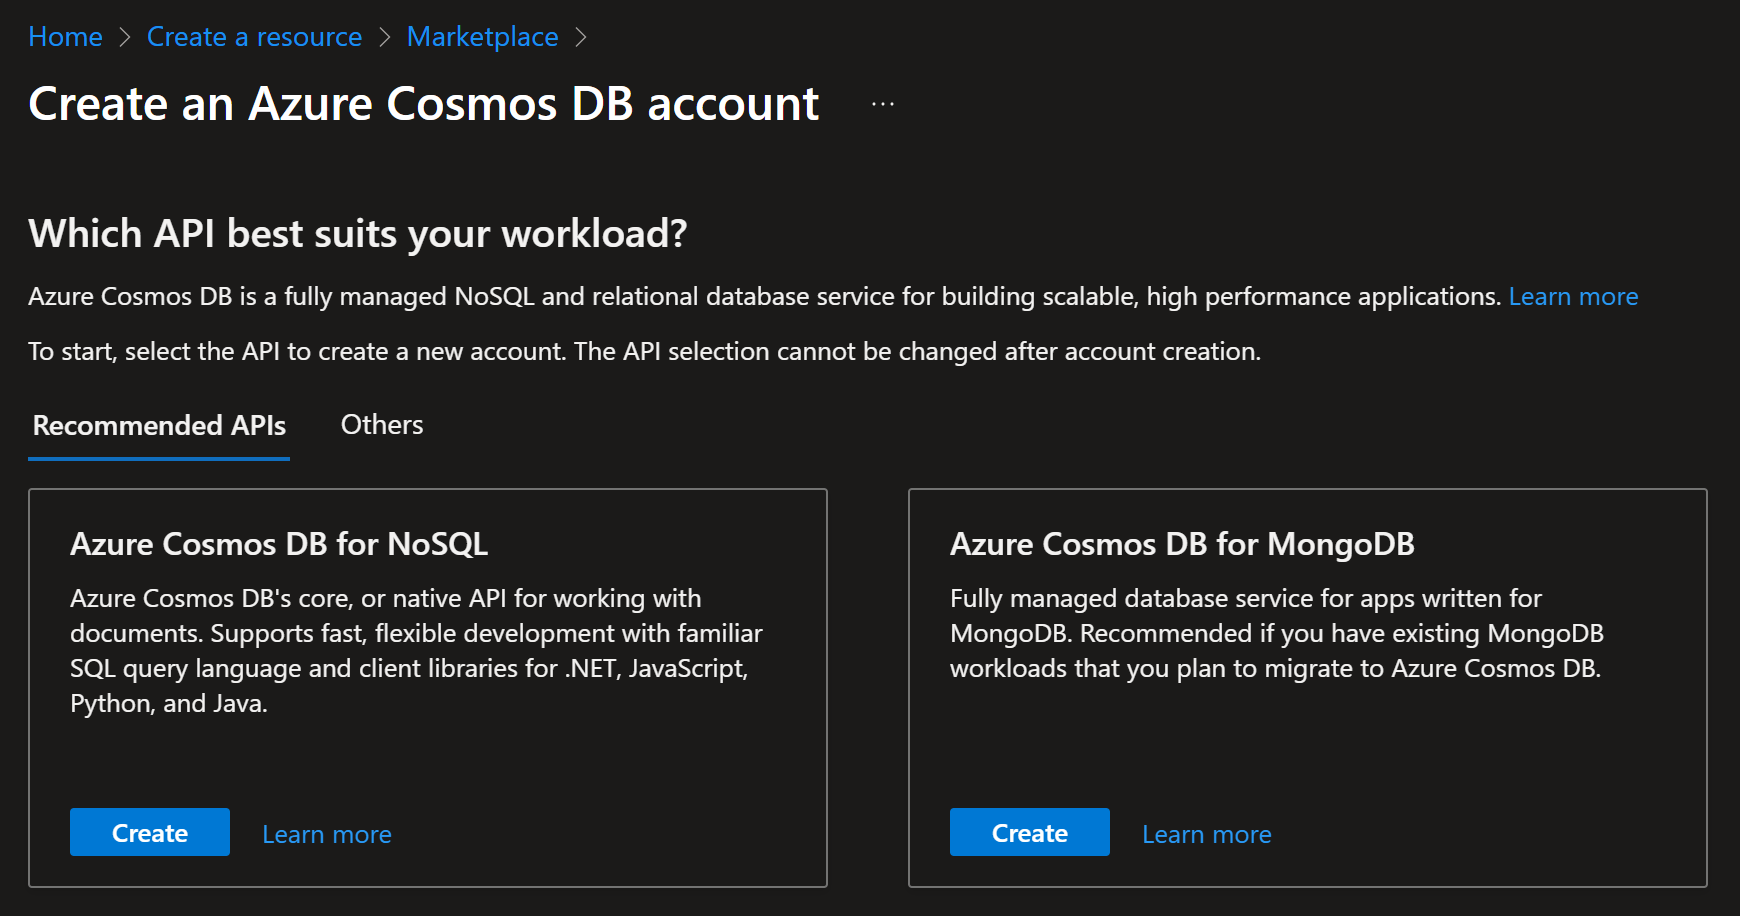 Home > Create a resource > Marketplace >
Create an Azure Cosmos DB account ...
Which API best suits your workload?
Azure Cosmos DB is a fully managed NoSQL and relational database service for building scalable, high performance applications. Learn more
To start, select the API to create a new account. The API selection cannot be changed after account creation.
Recommended APIs Others
Azure Cosmos DB for NoSQL
Azure Cosmos DB's core, or native API for working with
documents. Supports fast, flexible development with familiar
SQL query language and client libraries for .NET, JavaScript,
Python, and Java.
Create Learn more
Azure Cosmos DB for MongoDB
Fully managed database service for apps written for
MongoDB. Recommended if you have existing MongoDB
workloads that you plan to migrate to Azure Cosmos DB.
Create Learn more